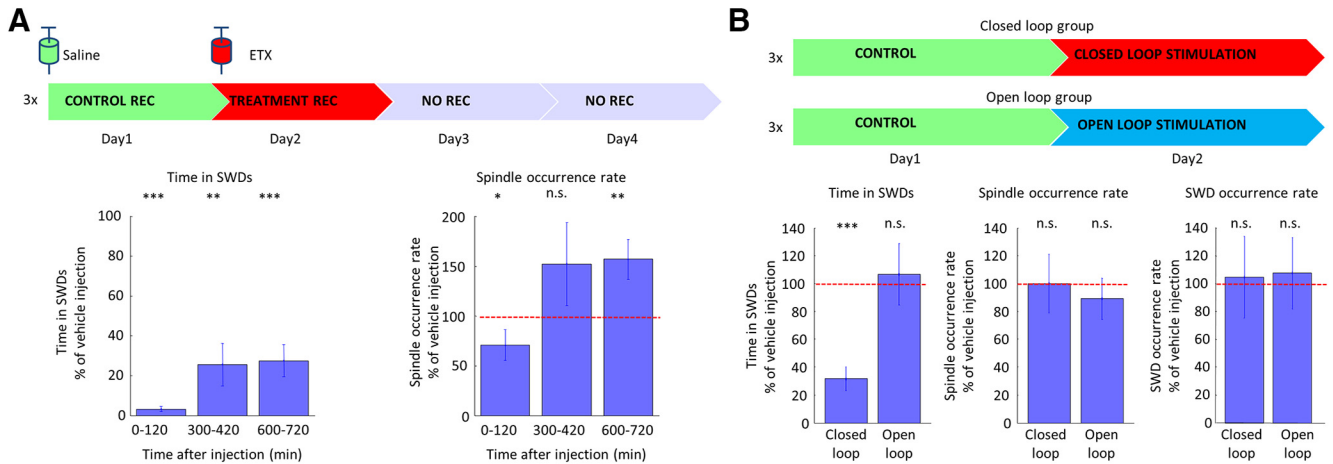 A
Saline
ETX
3x
CONTROL REC
TREATMENT REC
NO REC
NO REC
Day1
Day2
Day3
Day4
Time in SWDs
*** ** ***
Time in SWDs
% of vehicle injection
100
80
60
40
20
0
0-120 300-420 600-720
Time after injection (min)
Spindle occurrence rate
* n.s. **
Spindle occurrence rate
% of vehicle injection
200
150
100
50
0
0-120 300-420 600-720
Time after injection (min)
B
Closed loop group
3x
CONTROL
CLOSED LOOP STIMULATION
Open loop group
3x
CONTROL
OPEN LOOP STIMULATION
Day1
Day2
Time in SWDs
*** n.s.
Time in SWDs
% of vehicle injection
140
120
100
80
60
40
20
0
Closed Open
loop loop
Spindle occurrence rate
n.s. n.s.
Spindle occurrence rate
% of vehicle injection
140
120
100
80
60
40
20
0
Closed Open
loop loop
SWD occurrence rate
n.s. n.s.
SWD occurrence rate
% of vehicle injection
140
120
100
80
60
40
20
0
Closed Open
loop loop